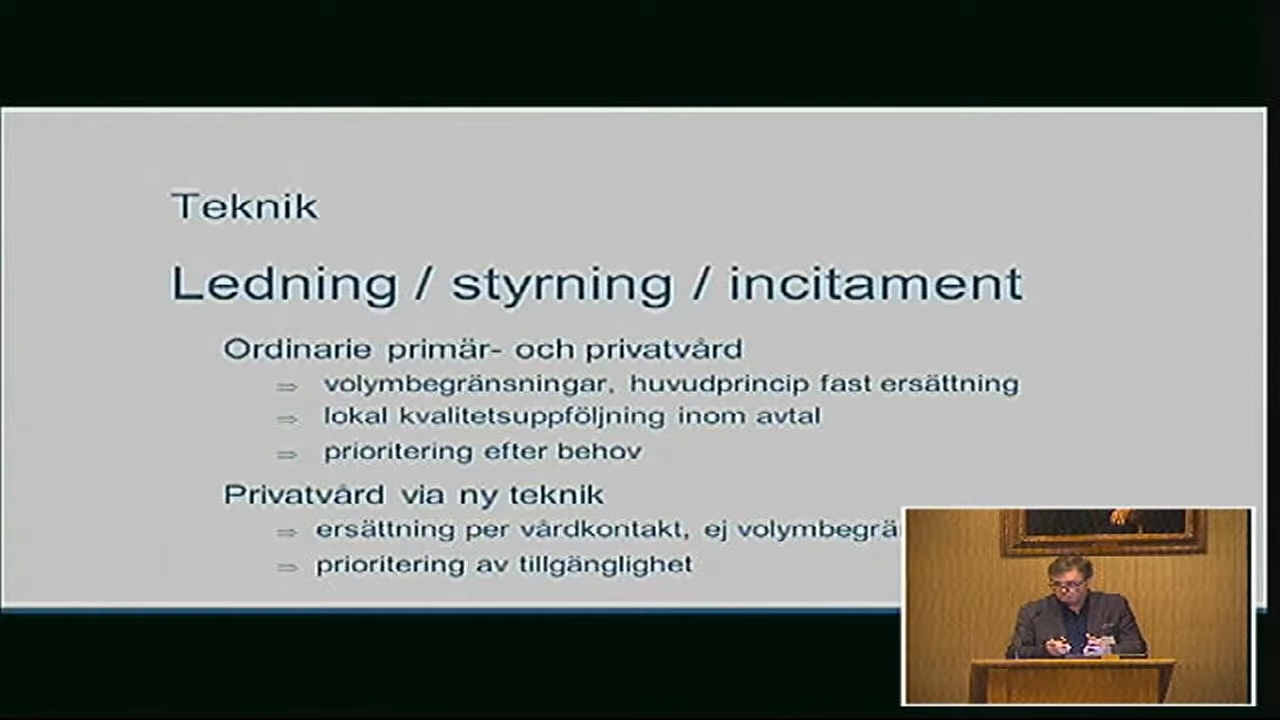 Teknik
Ledning / styrning / incitament
Ordinarie primär- och privatvård
⇒ volymbegränsningar, huvudprincip fast ersättning
⇒ lokal kvalitetsuppföljning inom avtal
⇒ prioritering efter behov
Privatvård via ny teknik
⇒ ersättning per vårdkontakt, ej volymbegrä
⇒ prioritering av tillgänglighet